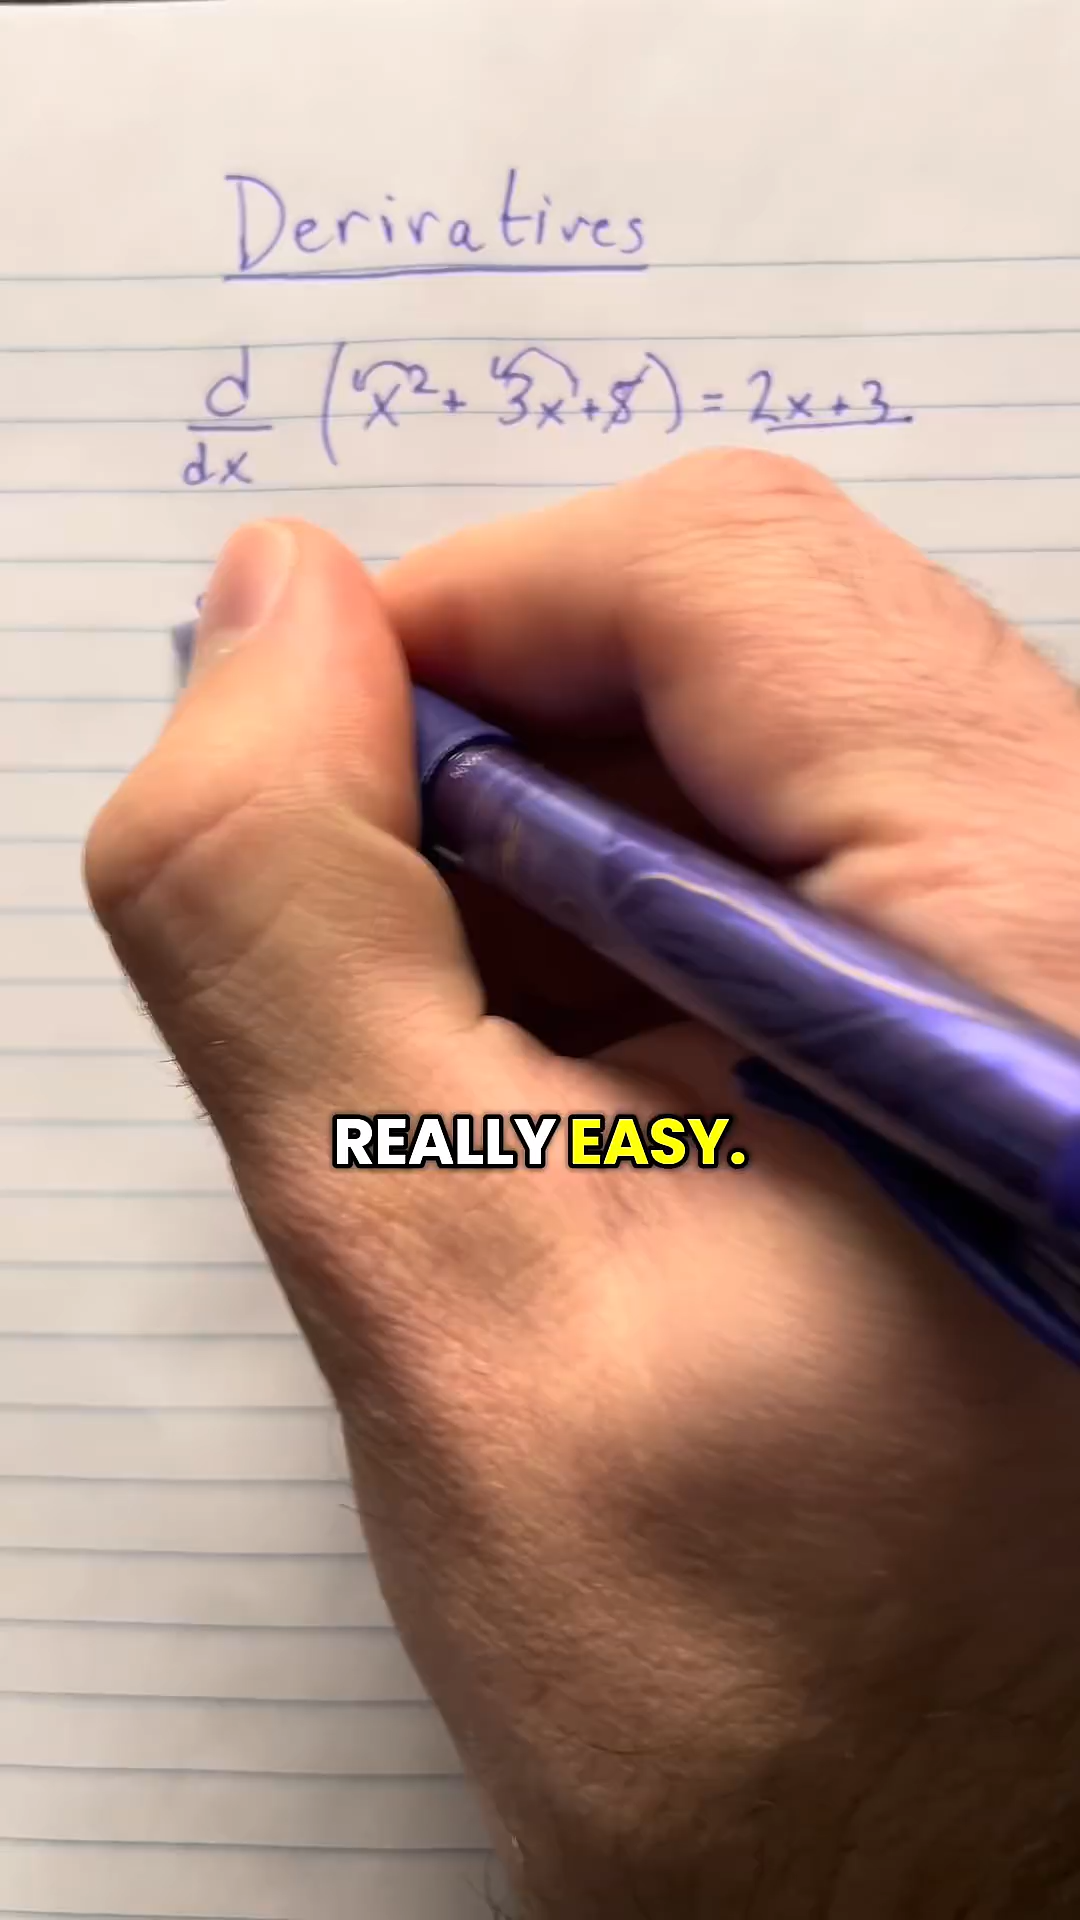 Derivatives
d/dx (x² + 3x + 8) = 2x + 3
REALLY EASY.